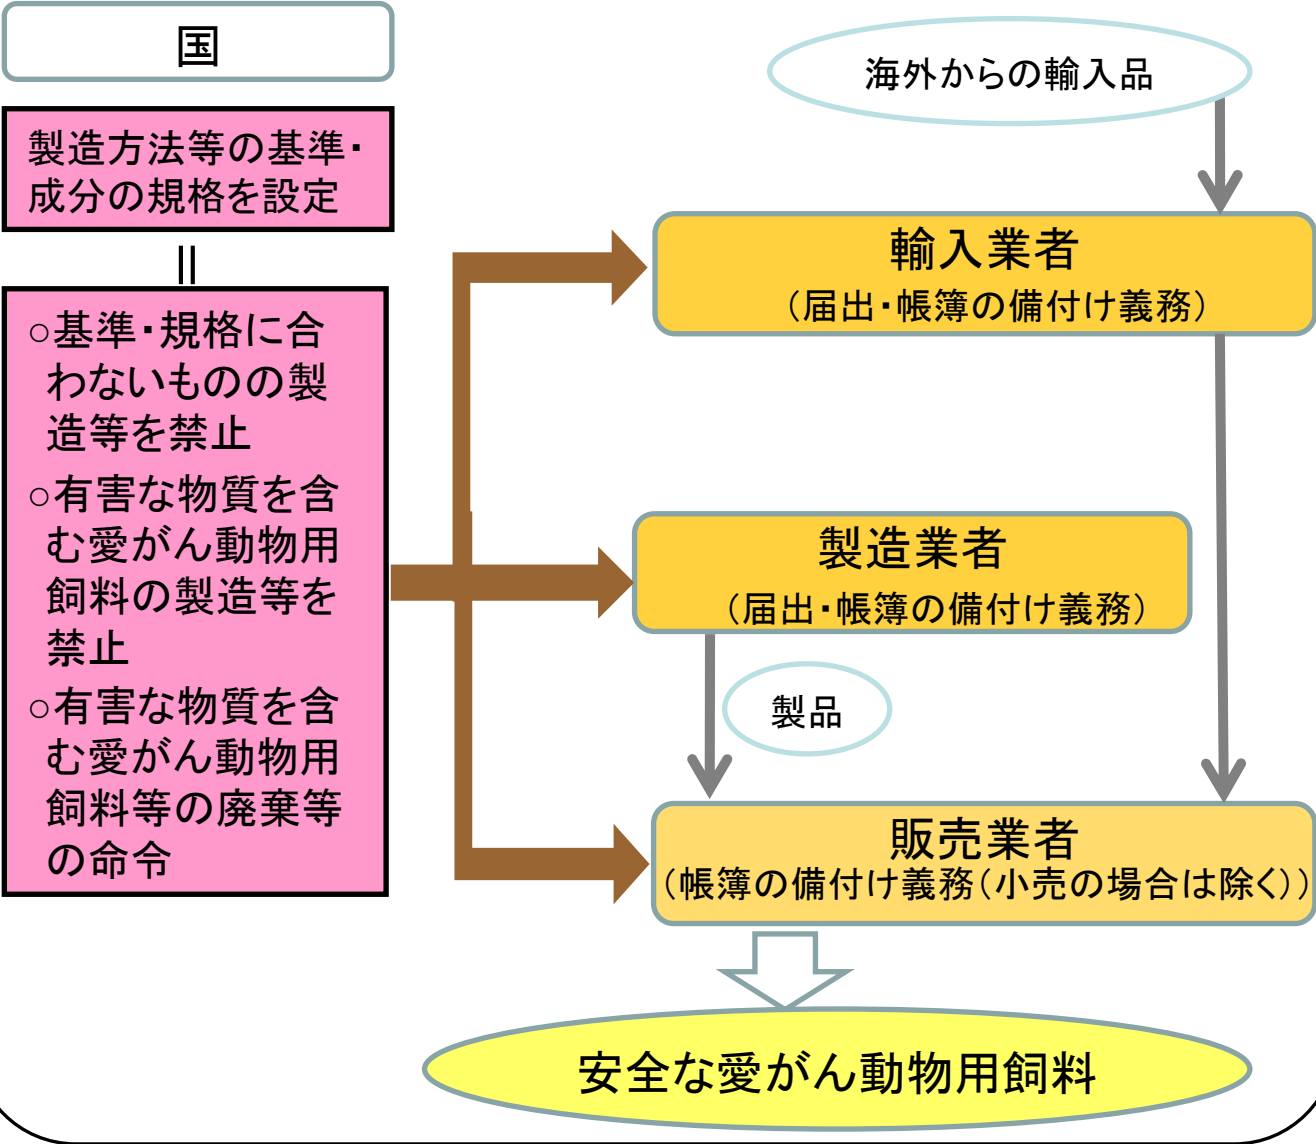 国
製造方法等の基準・
成分の規格を設定
||
○基準・規格に合
わないものの製
造等を禁止
○有害な物質を含
む愛がん動物用
飼料の製造等を
禁止
○有害な物質を含
む愛がん動物用
飼料等の廃棄等
の命令
海外からの輸入品
輸入業者
（届出・帳簿の備付け義務）
製造業者
（届出・帳簿の備付け義務）
製品
販売業者
（帳簿の備付け義務（小売の場合は除く））
安全な愛がん動物用飼料